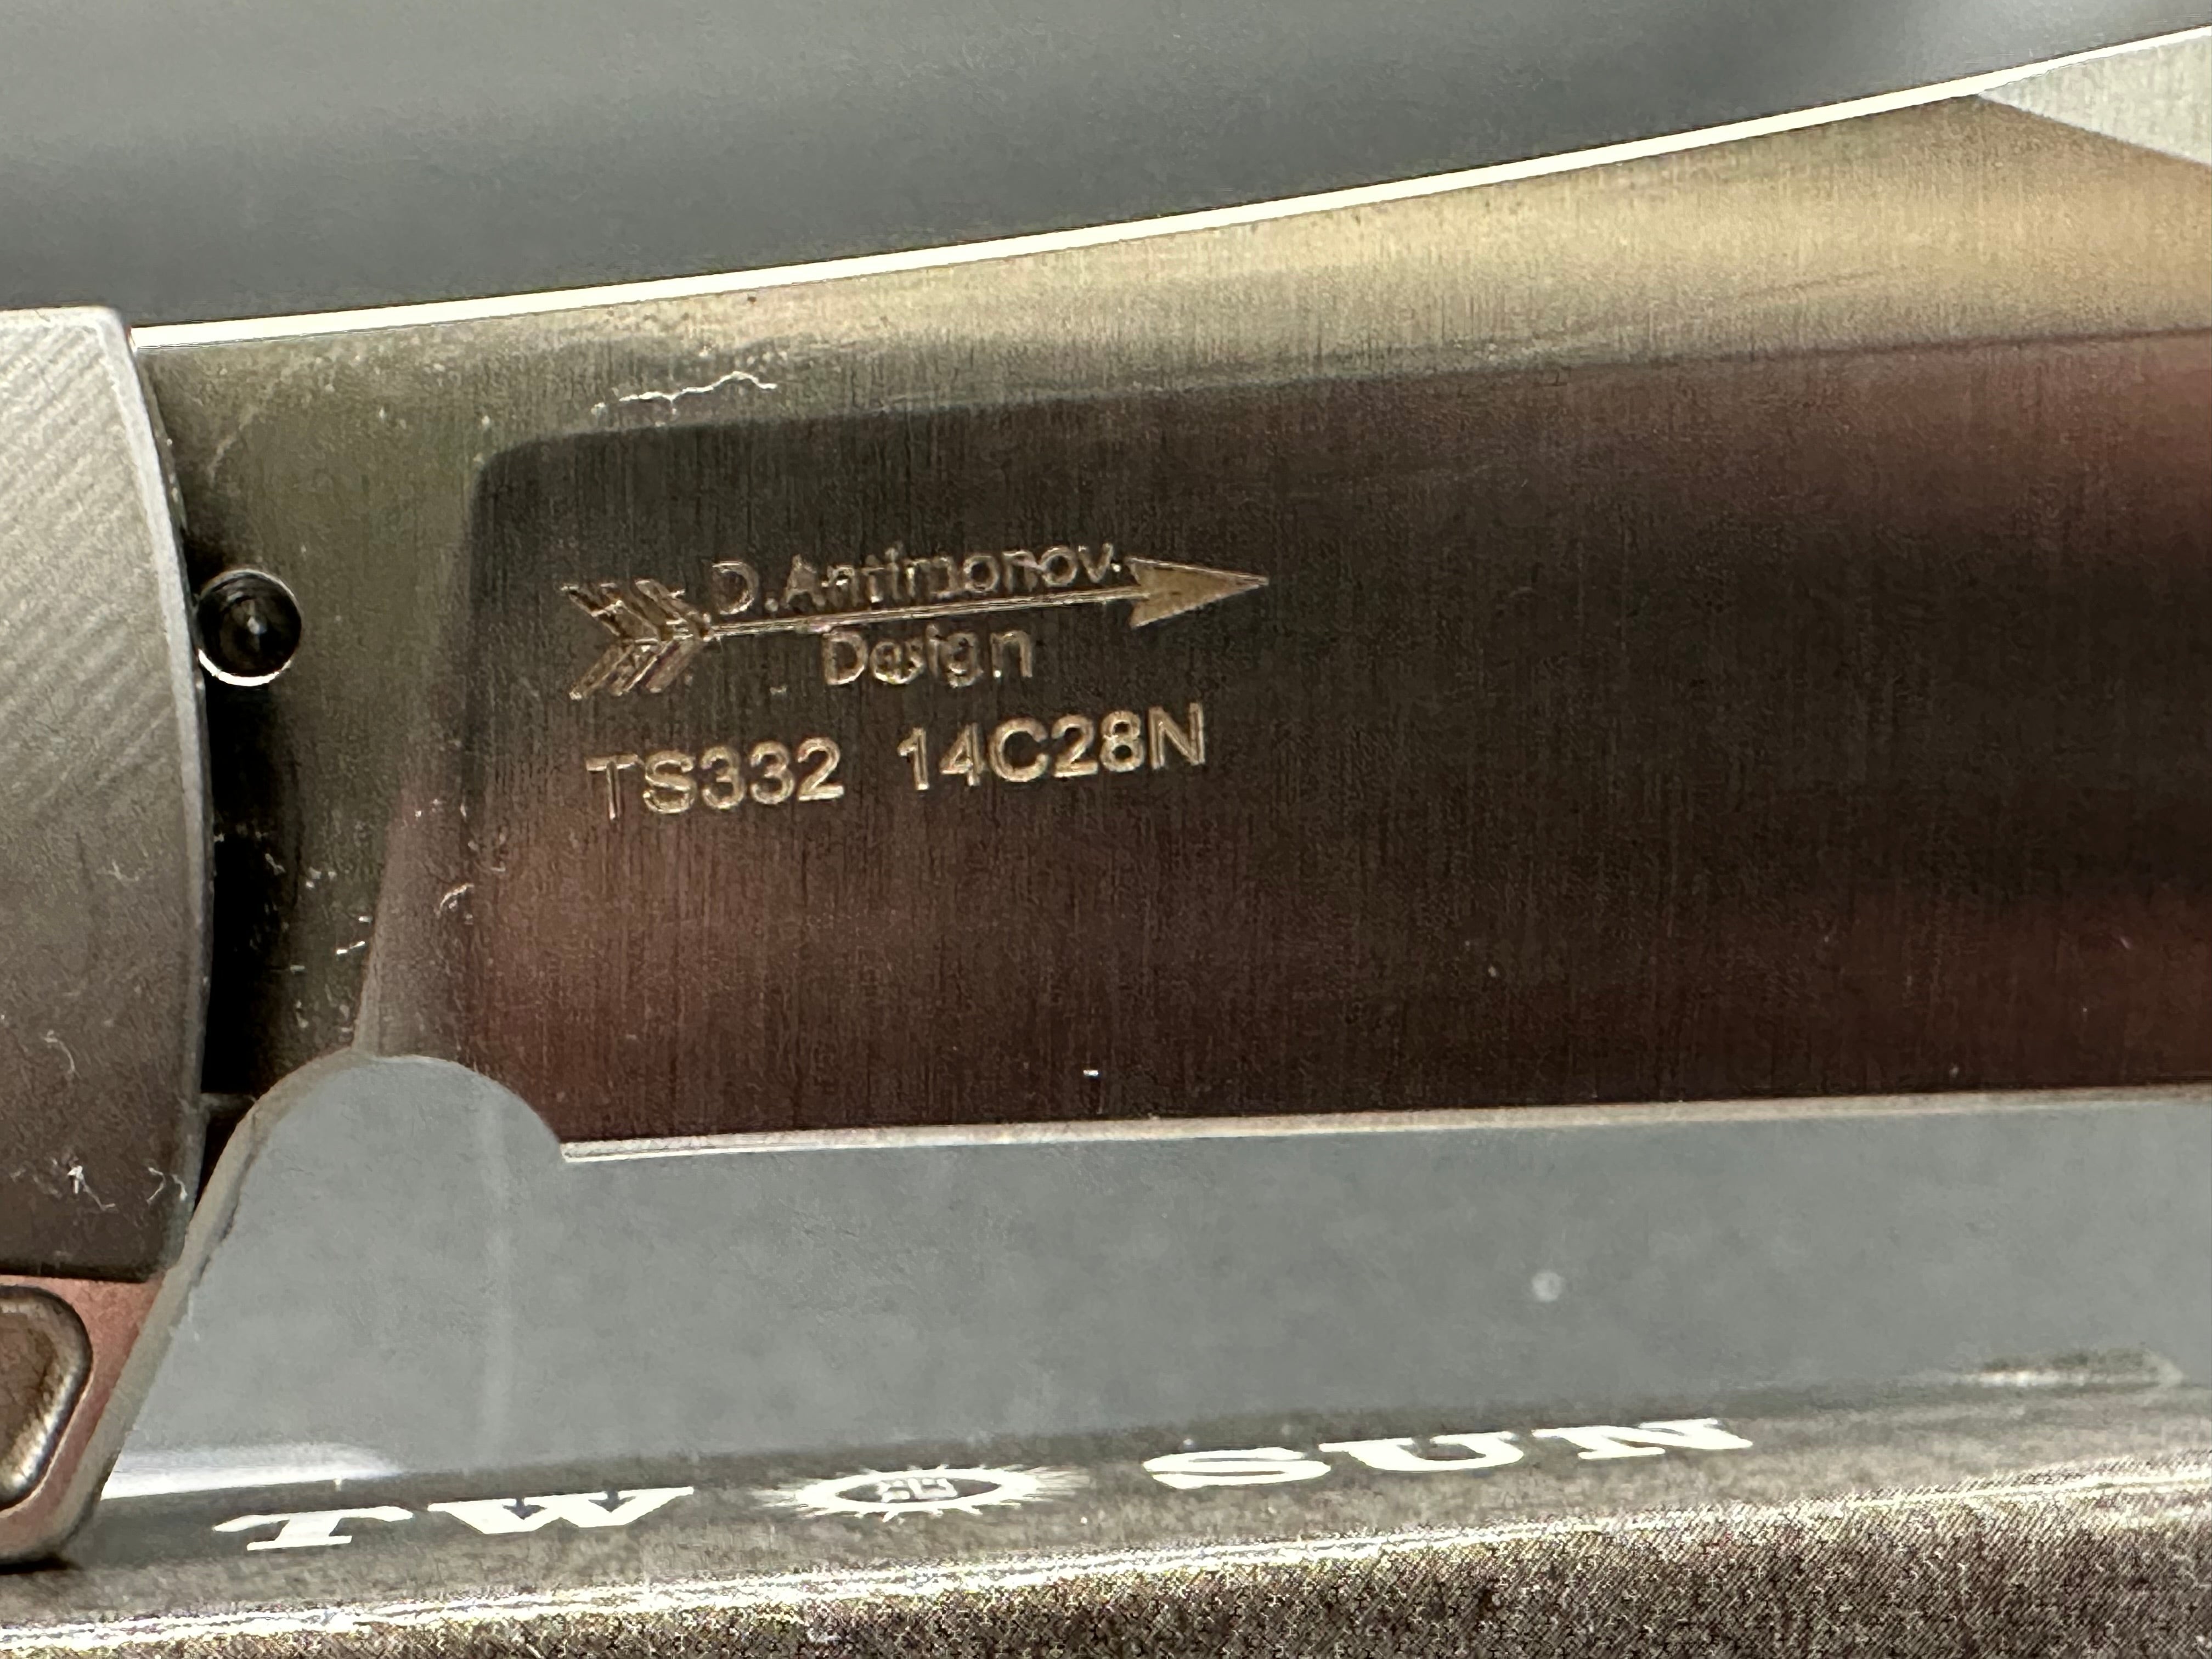 D.Antimonov
Design
TS332 14C28N
TW SUN